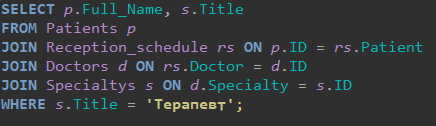 SELECT p.Full_Name, s.Title
FROM Patients p
JOIN Reception_schedule rs ON p.ID = rs.Patient
JOIN Doctors d ON rs.Doctor = d.ID
JOIN Specialtys s ON d.Specialty = s.ID
WHERE s.Title = 'Терапевт';